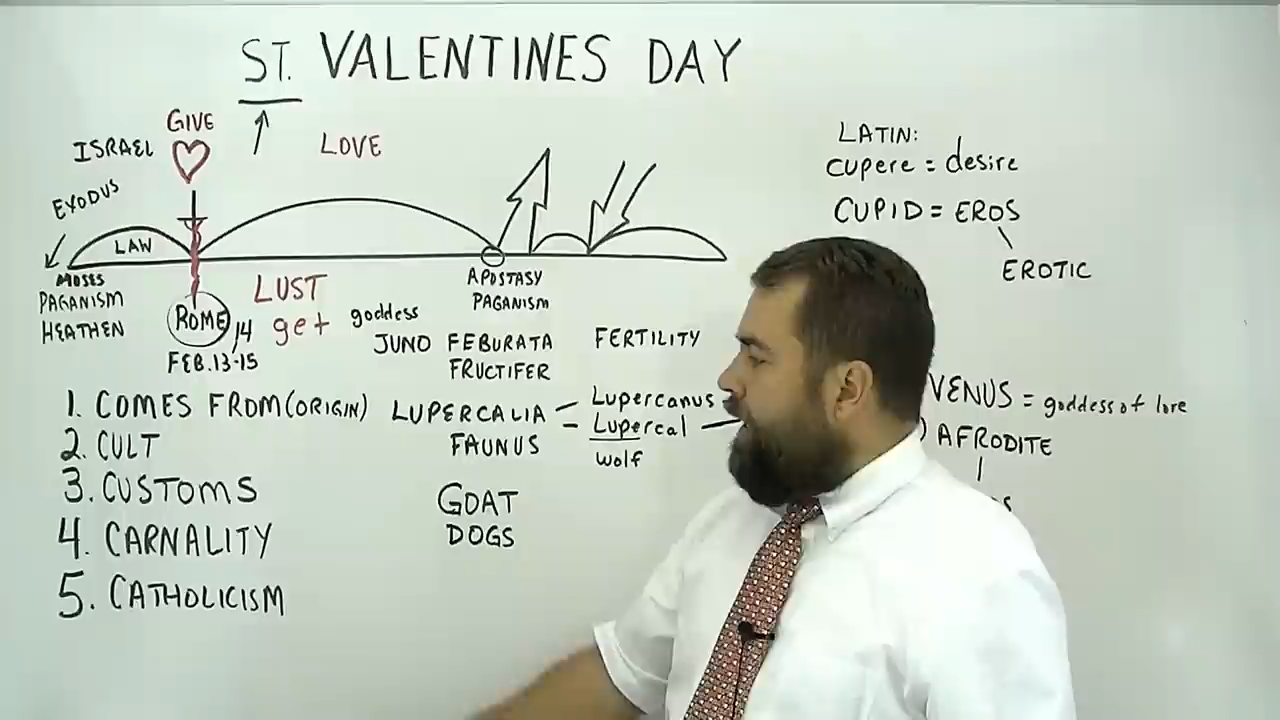 ST. VALENTINES DAY
GIVE
ISRAEL
LOVE
EXODUS
LAW
MOSES
PAGANISM
HEATHEN
ROME
14
FEB. 13-15
LUST
get
APOSTASY
PAGANISM
goddess
JUNO FEBURATA
FRUCTIFER
FERTILITY
1. COMES FROM (ORIGIN)
2. CULT
3. CUSTOMS
4. CARNALITY
5. CATHOLICISM
LUPERCALIA – Lupercanus
FAUNUS – Lupercal –
wolf
GOAT
DOGS
LATIN:
cupere = desire
CUPID = EROS
EROTIC
VENUS = goddess of love
) AFRODITE